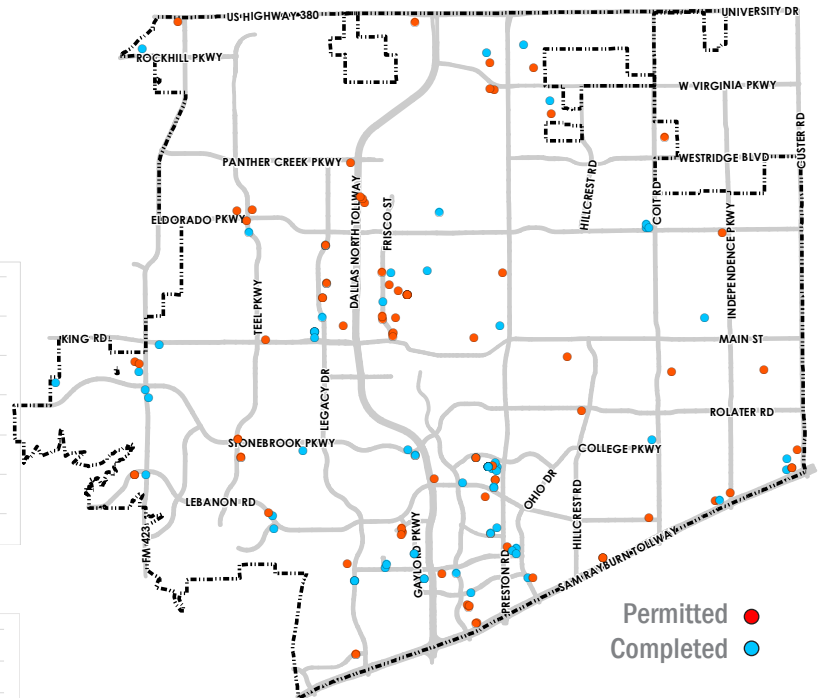 US HIGHWAY 380
UNIVERSITY DR
ROCKHILL PKWY
W VIRGINIA PKWY
CUSTER RD
PANTHER CREEK PKWY
WESTRIDGE BLVD
HILLCREST RD
COIT RD
DALLAS NORTH TOLLWAY
FRISCO ST
ELDORADO PKWY
INDEPENDENCE PKWY
TEEL PKWY
KING RD
MAIN ST
LEGACY DR
ROLATER RD
STONEBROOK PKWY
COLLEGE PKWY
OHIO DR
HILLCREST RD
LEBANON RD
FM 423
GAYLORD PKWY
PRESTON RD
SAM RAYBURN TOLLWAY
Permitted
Completed